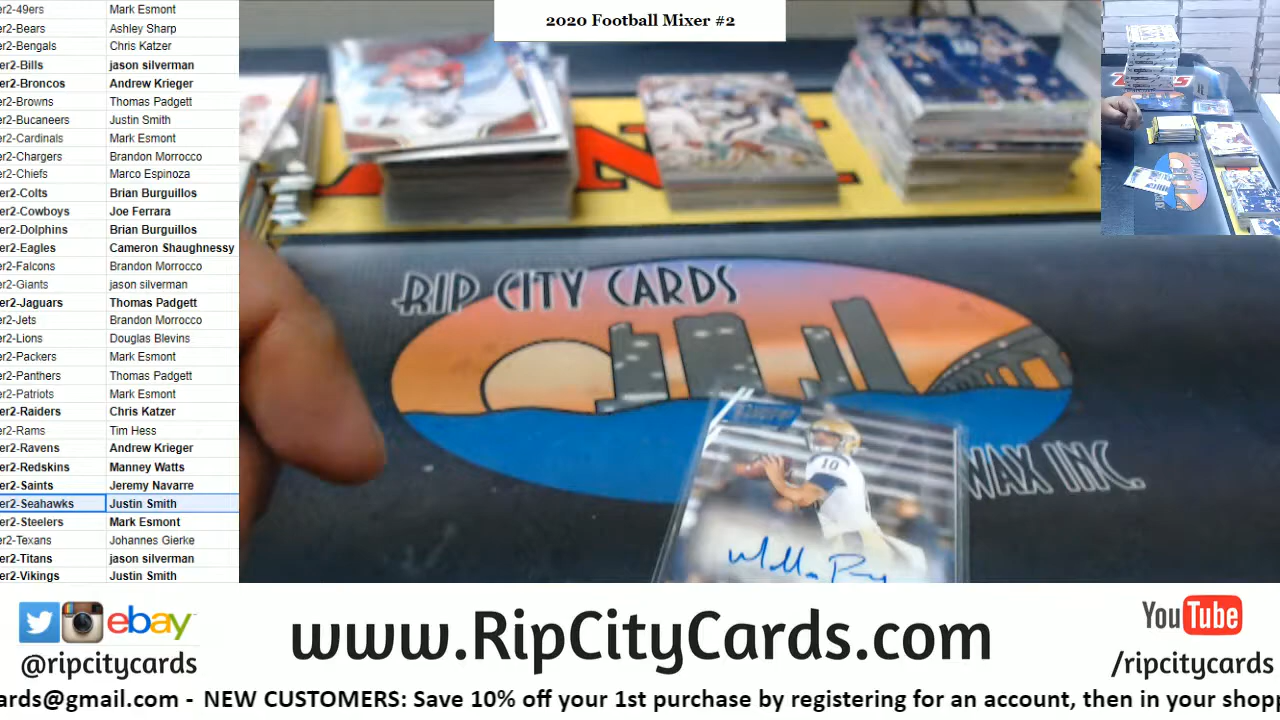 2020 Football Mixer #2
er2-49ers Mark Esmont
er2-Bears Ashley Sharp
er2-Bengals Chris Katzer
er2-Bills jason silverman
er2-Broncos Andrew Krieger
er2-Browns Thomas Padgett
er2-Bucaneers Justin Smith
er2-Cardinals Mark Esmont
er2-Chargers Brandon Morrocco
er2-Chiefs Marco Espinoza
er2-Colts Brian Burguillos
er2-Cowboys Joe Ferrara
er2-Dolphins Brian Burguillos
er2-Eagles Cameron Shaughnessy
er2-Falcons Brandon Morrocco
er2-Giants jason silverman
er2-Jaguars Thomas Padgett
er2-Jets Brandon Morrocco
er2-Lions Douglas Blevins
er2-Packers Mark Esmont
er2-Panthers Thomas Padgett
er2-Patriots Mark Esmont
er2-Raiders Chris Katzer
er2-Rams Tim Hess
er2-Ravens Andrew Krieger
er2-Redskins Manney Watts
er2-Saints Jeremy Navarre
er2-Seahawks Justin Smith
er2-Steelers Mark Esmont
er2-Texans Johannes Gierke
er2-Titans jason silverman
er2-Vikings Justin Smith
RIP CITY CARDS
WAX INC.
10
ebay
@ripcitycards
www.RipCityCards.com
YouTube
/ripcitycards
ards@gmail.com - NEW CUSTOMERS: Save 10% off your 1st purchase by registering for an account, then in your shopp